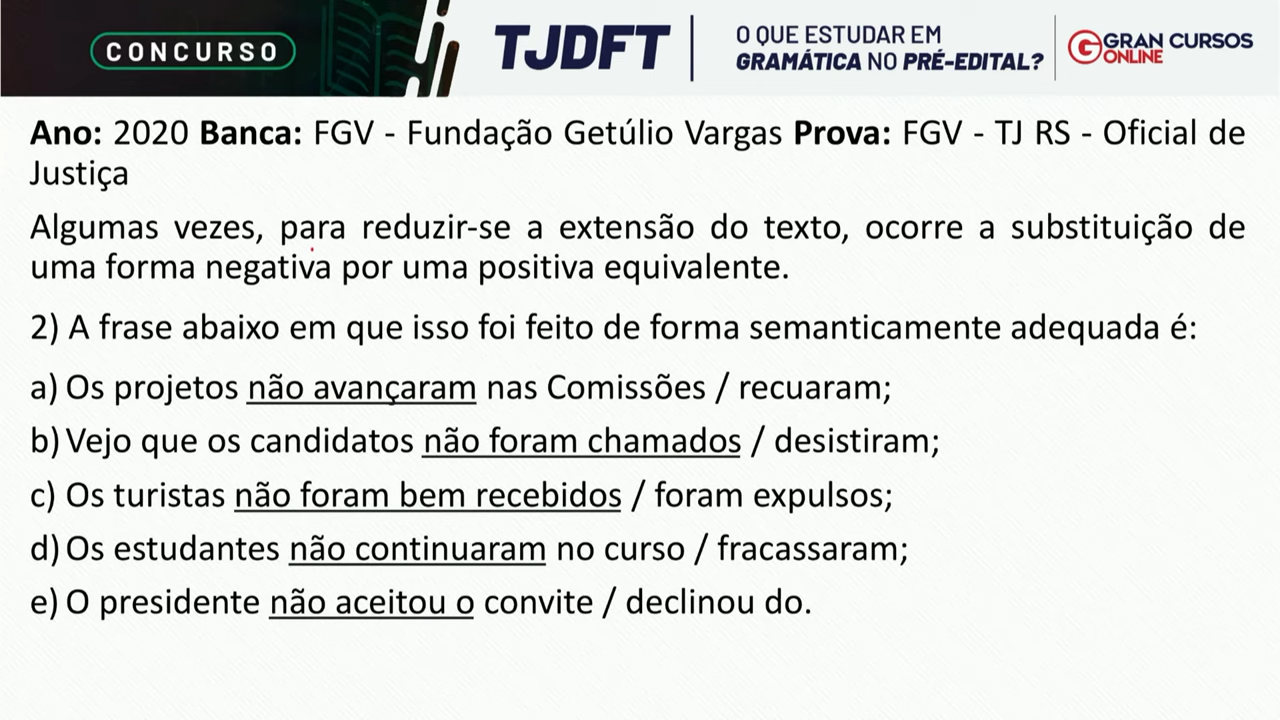 CONCURSO
TJDFT
O QUE ESTUDAR EM
GRAMÁTICA NO PRÉ-EDITAL?
GRAN CURSOS
ONLINE
Ano: 2020 Banca: FGV - Fundação Getúlio Vargas Prova: FGV - TJ RS - Oficial de
Justiça
Algumas vezes, para reduzir-se a extensão do texto, ocorre a substituição de
uma forma negativa por uma positiva equivalente.
2) A frase abaixo em que isso foi feito de forma semanticamente adequada é:
a) Os projetos não avançaram nas Comissões / recuaram;
b) Vejo que os candidatos não foram chamados / desistiram;
c) Os turistas não foram bem recebidos / foram expulsos;
d) Os estudantes não continuaram no curso / fracassaram;
e) O presidente não aceitou o convite / declinou do.